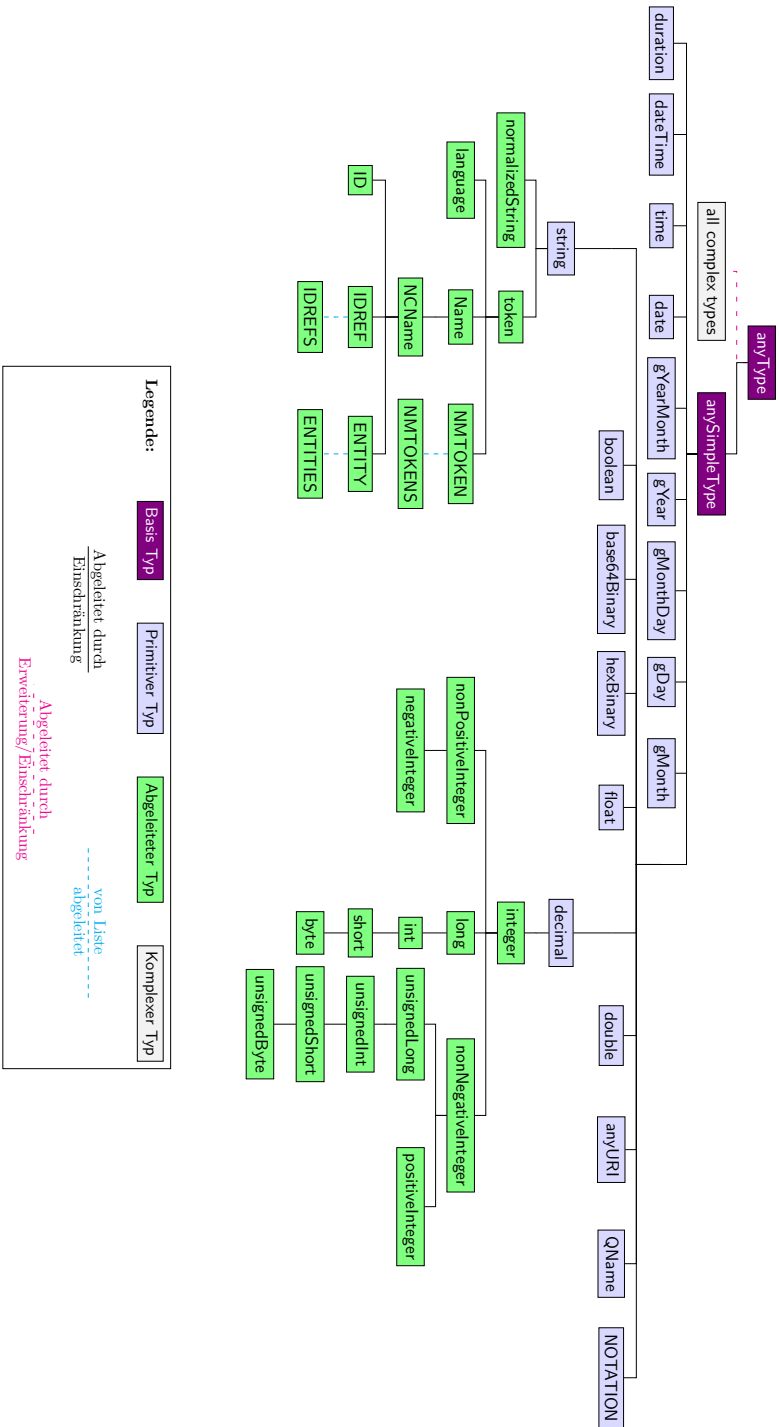 anyType
all complex types
anySimpleType
duration
dateTime
time
date
gYearMonth
gYear
gMonthDay
gDay
gMonth
boolean
base64Binary
hexBinary
float
double
anyURI
QName
NOTATION
string
decimal
normalizedString
token
integer
language
Name
NMTOKEN
nonPositiveInteger
long
nonNegativeInteger
NCName
NMTOKENS
negativeInteger
int
unsignedLong
positiveInteger
ID
IDREF
ENTITY
short
unsignedInt
IDREFS
ENTITIES
byte
unsignedShort
unsignedByte
Legende:
Basis Typ
Primitiver Typ
Abgeleiteter Typ
Komplexer Typ
Abgeleitet durch
Einschränkung
von Liste
abgeleitet
Abgeleitet durch
Erweiterung/Einschränkung